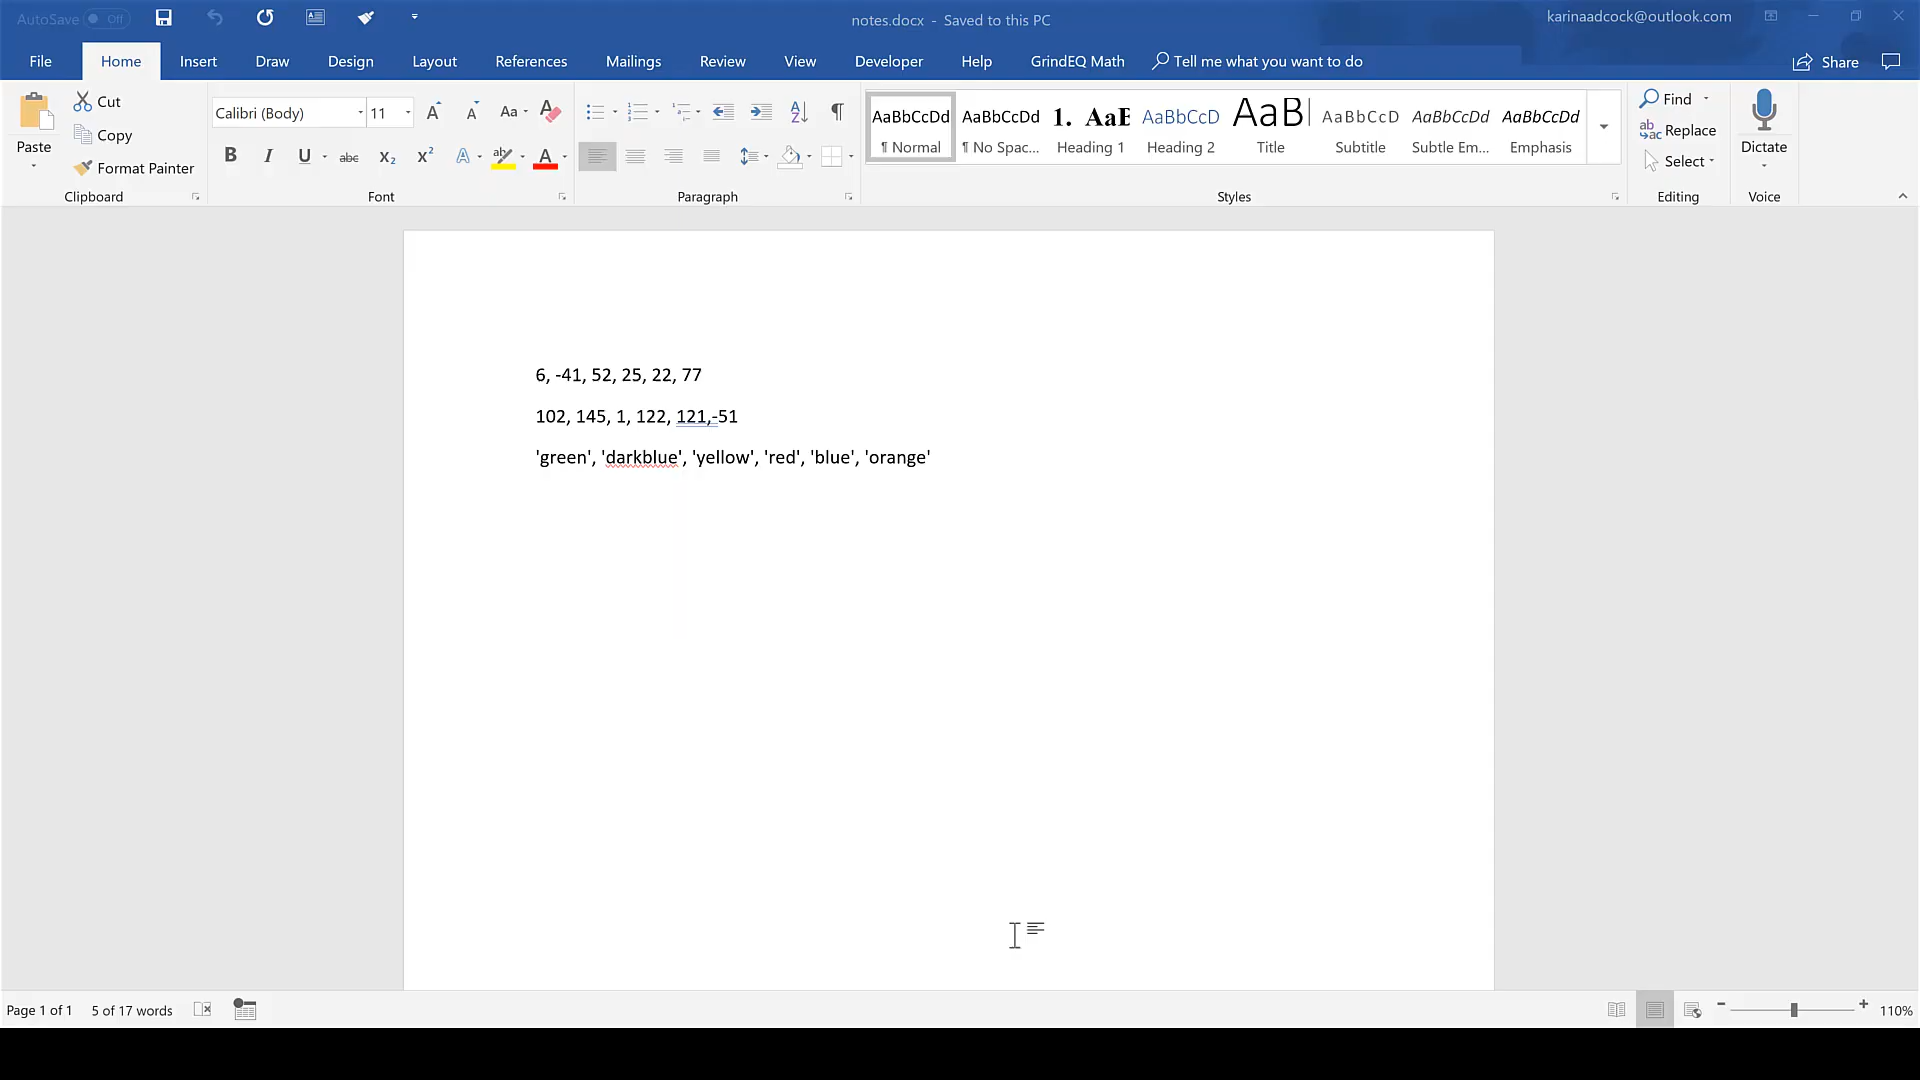 AutoSave Off
notes.docx - Saved to this PC
karinaadcock@outlook.com
File Home Insert Draw Design Layout References Mailings Review View Developer Help GrindEQ Math Tell me what you want to do Share
Paste
Cut
Copy
Format Painter
Clipboard
Calibri (Body) 11
Font
Paragraph
AaBbCcDd AaBbCcDd 1. AaB AaBbCcD AaB AaBbCcD AaBbCcDd AaBbCcDd
¶ Normal ¶ No Spac... Heading 1 Heading 2 Title Subtitle Subtle Em... Emphasis
Styles
Find
Replace
Select
Editing
Dictate
Voice
6, -41, 52, 25, 22, 77
102, 145, 1, 122, 121,-51
'green', 'darkblue', 'yellow', 'red', 'blue', 'orange'
Page 1 of 1 5 of 17 words 110%